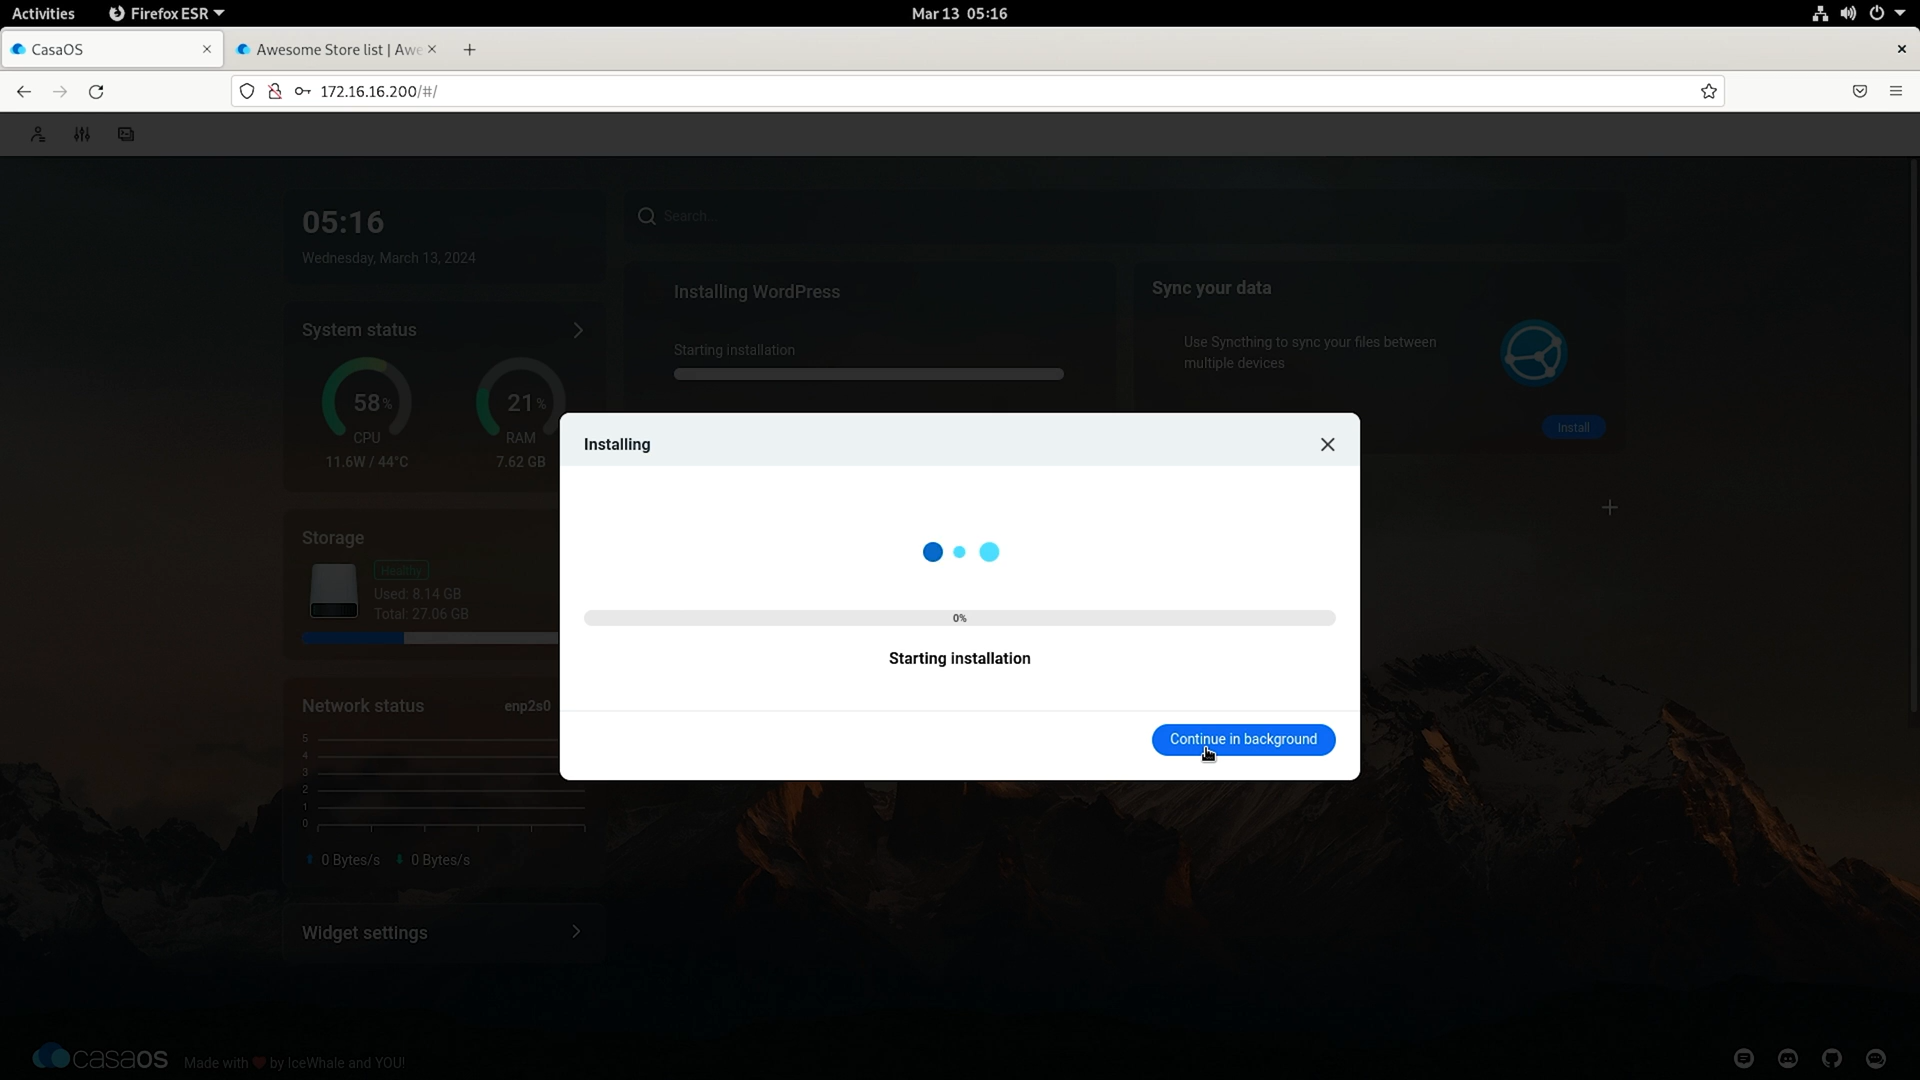 Activities
Firefox ESR
Mar 13 05:16
CasaOS
Awesome Store list | Awe
172.16.16.200/#/
05:16
Wednesday, March 13, 2024
Search...
Installing WordPress
Starting installation
Sync your data
Use Syncthing to sync your files between
multiple devices
Install
System status
58%
CPU
11.6W / 44°C
21%
RAM
7.62 GB
Installing
0%
Starting installation
Continue in background
Storage
Healthy
Used: 8.14 GB
Total: 27.06 GB
Network status
enp2s0
5
4
3
2
1
0
0 Bytes/s
0 Bytes/s
Widget settings
casaos
Made with ❤ by IceWhale and YOU!